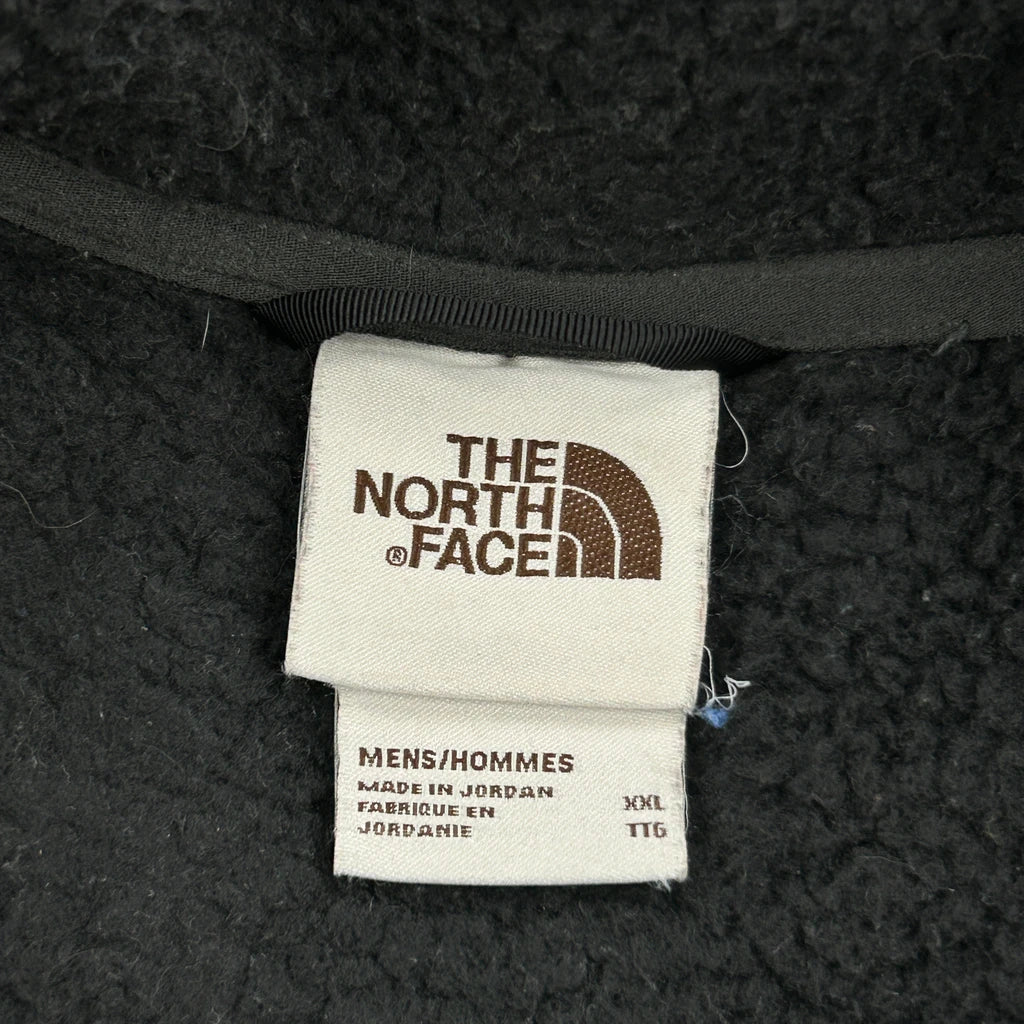 THE
NORTH
®FACE
MENS/HOMMES
MADE IN JORDAN
FABRIQUE EN XXL
JORDANIE TTG